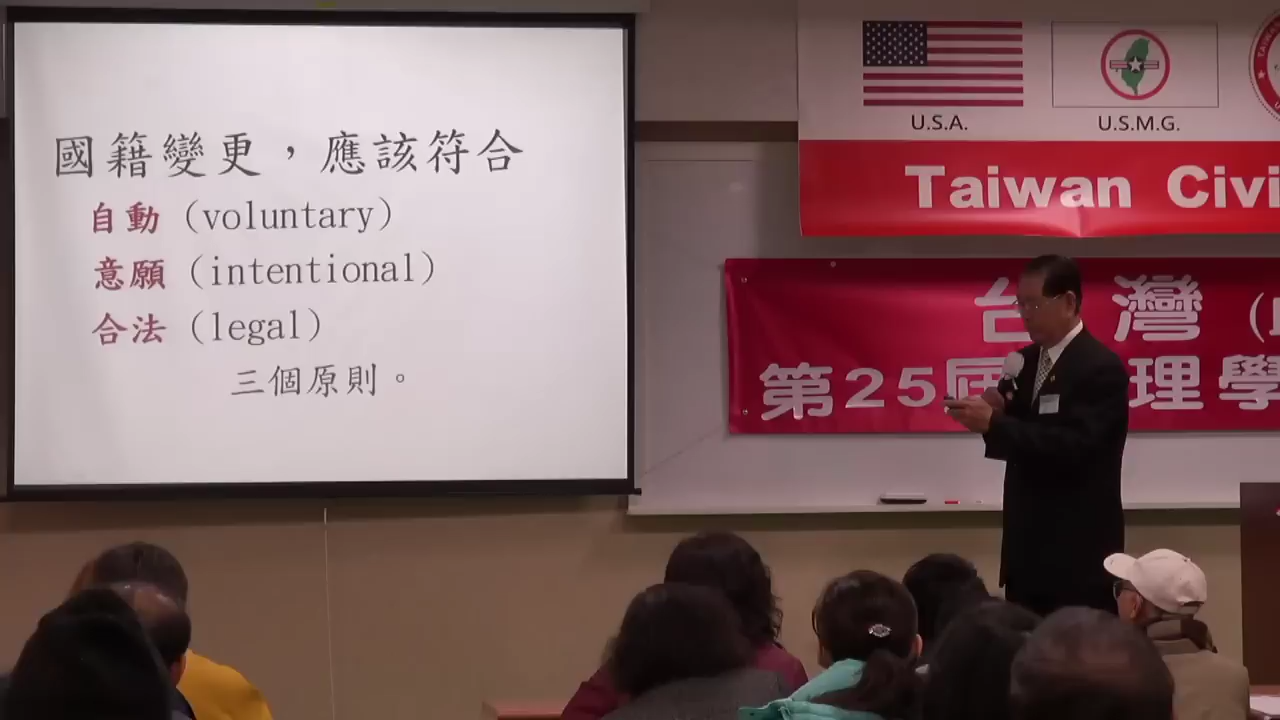 國籍變更，應該符合
自動（voluntary）
意願（intentional）
合法（legal）
三個原則。
U.S.A.
U.S.M.G.
Taiwan Civi
台灣
第25屆 理學